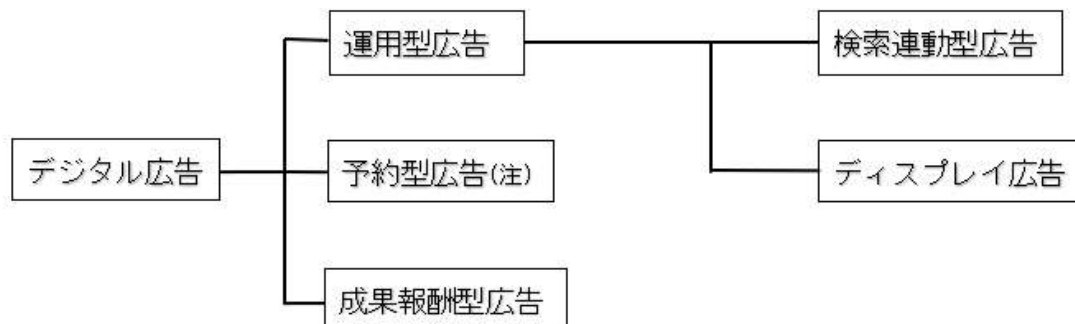 運用型広告
検索連動型広告
デジタル広告
予約型広告(注)
ディスプレイ広告
成果報酬型広告